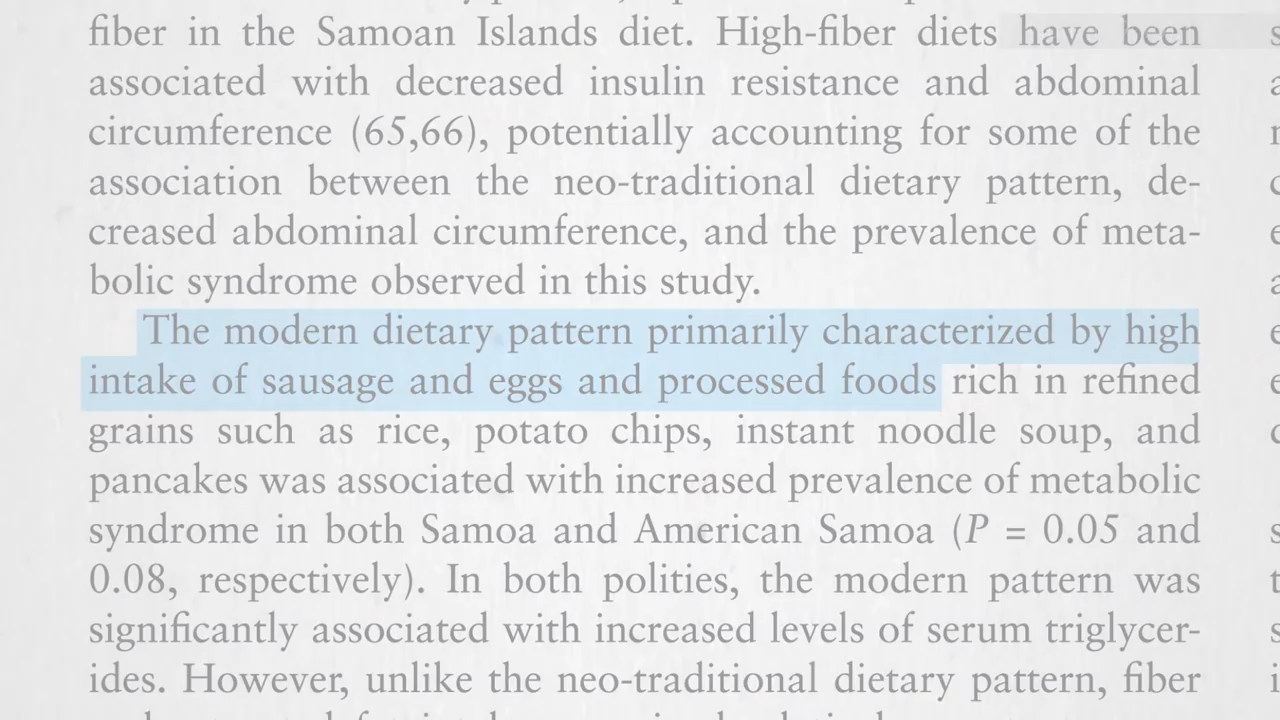 fiber in the Samoan Islands diet. High-fiber diets have been
associated with decreased insulin resistance and abdominal
circumference (65,66), potentially accounting for some of the
association between the neo-traditional dietary pattern, de-
creased abdominal circumference, and the prevalence of meta-
bolic syndrome observed in this study.
The modern dietary pattern primarily characterized by high
intake of sausage and eggs and processed foods rich in refined
grains such as rice, potato chips, instant noodle soup, and
pancakes was associated with increased prevalence of metabolic
syndrome in both Samoa and American Samoa (P = 0.05 and
0.08, respectively). In both polities, the modern pattern was
significantly associated with increased levels of serum triglycer-
ides. However, unlike the neo-traditional dietary pattern, fiber